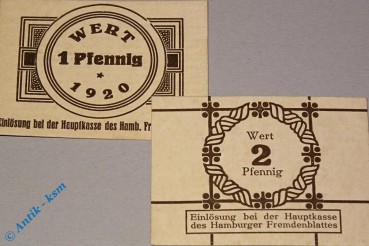 WERT
1 Pfennig
1920
Einlösung bei der Hauptkasse des Hamb. Fr
Wert
2
Pfennig
Einlösung bei der Hauptkasse
des Hamburger Fremdenblattes
© Antik - ksm